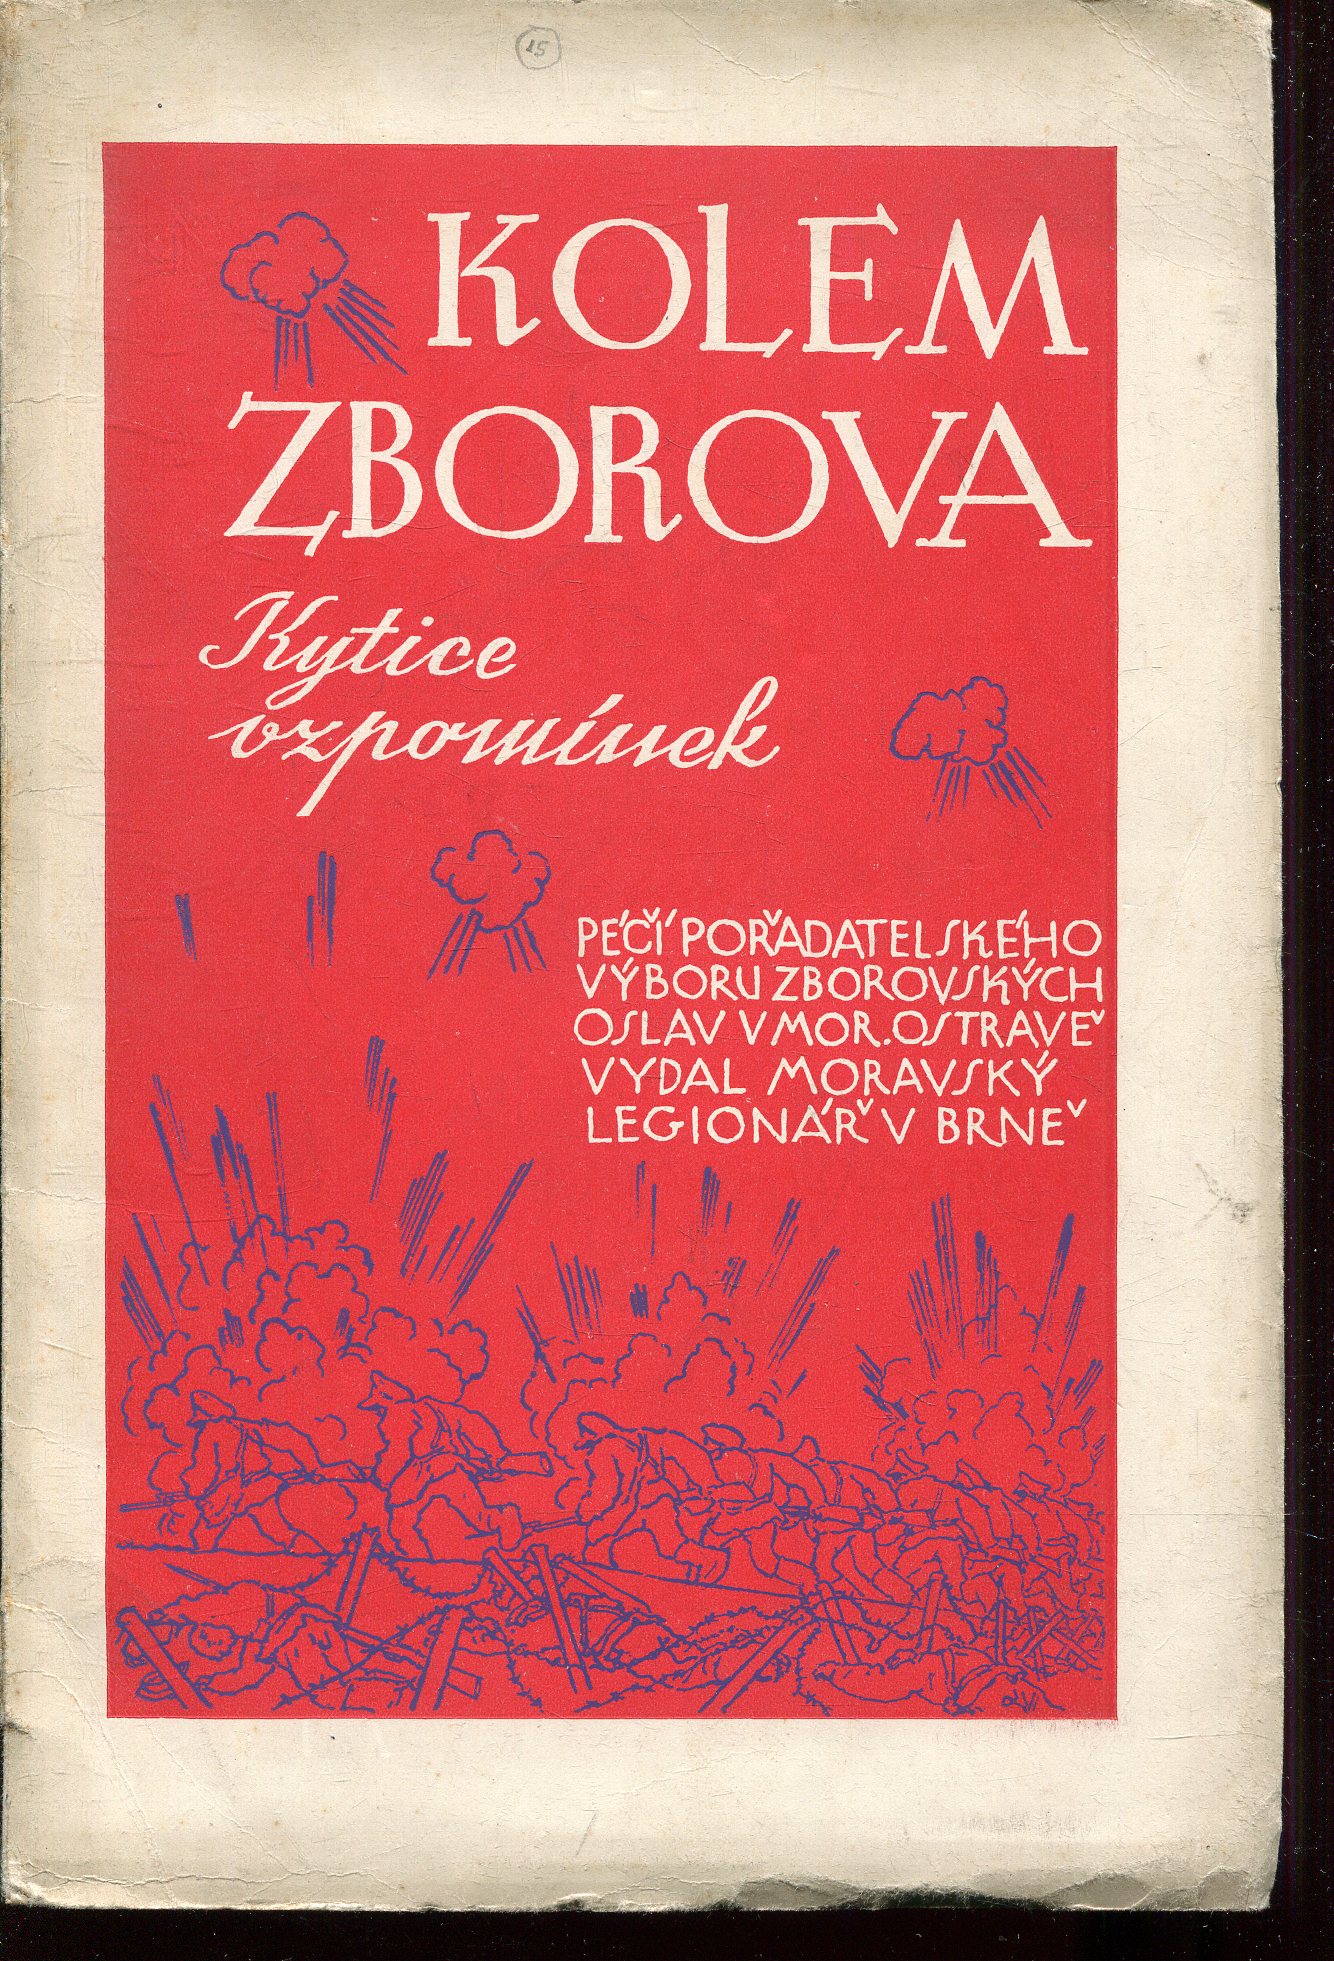 15
KOLEM
ZBOROVA
Kytice
vzpomínek
PÉČÍ POŘADATELSKÉHO
VÝBORU ZBOROVSKÝCH
OSLAV V MOR. OSTRAVĚ
VYDAL MORAVSKÝ
LEGIONÁŘ V BRNĚ